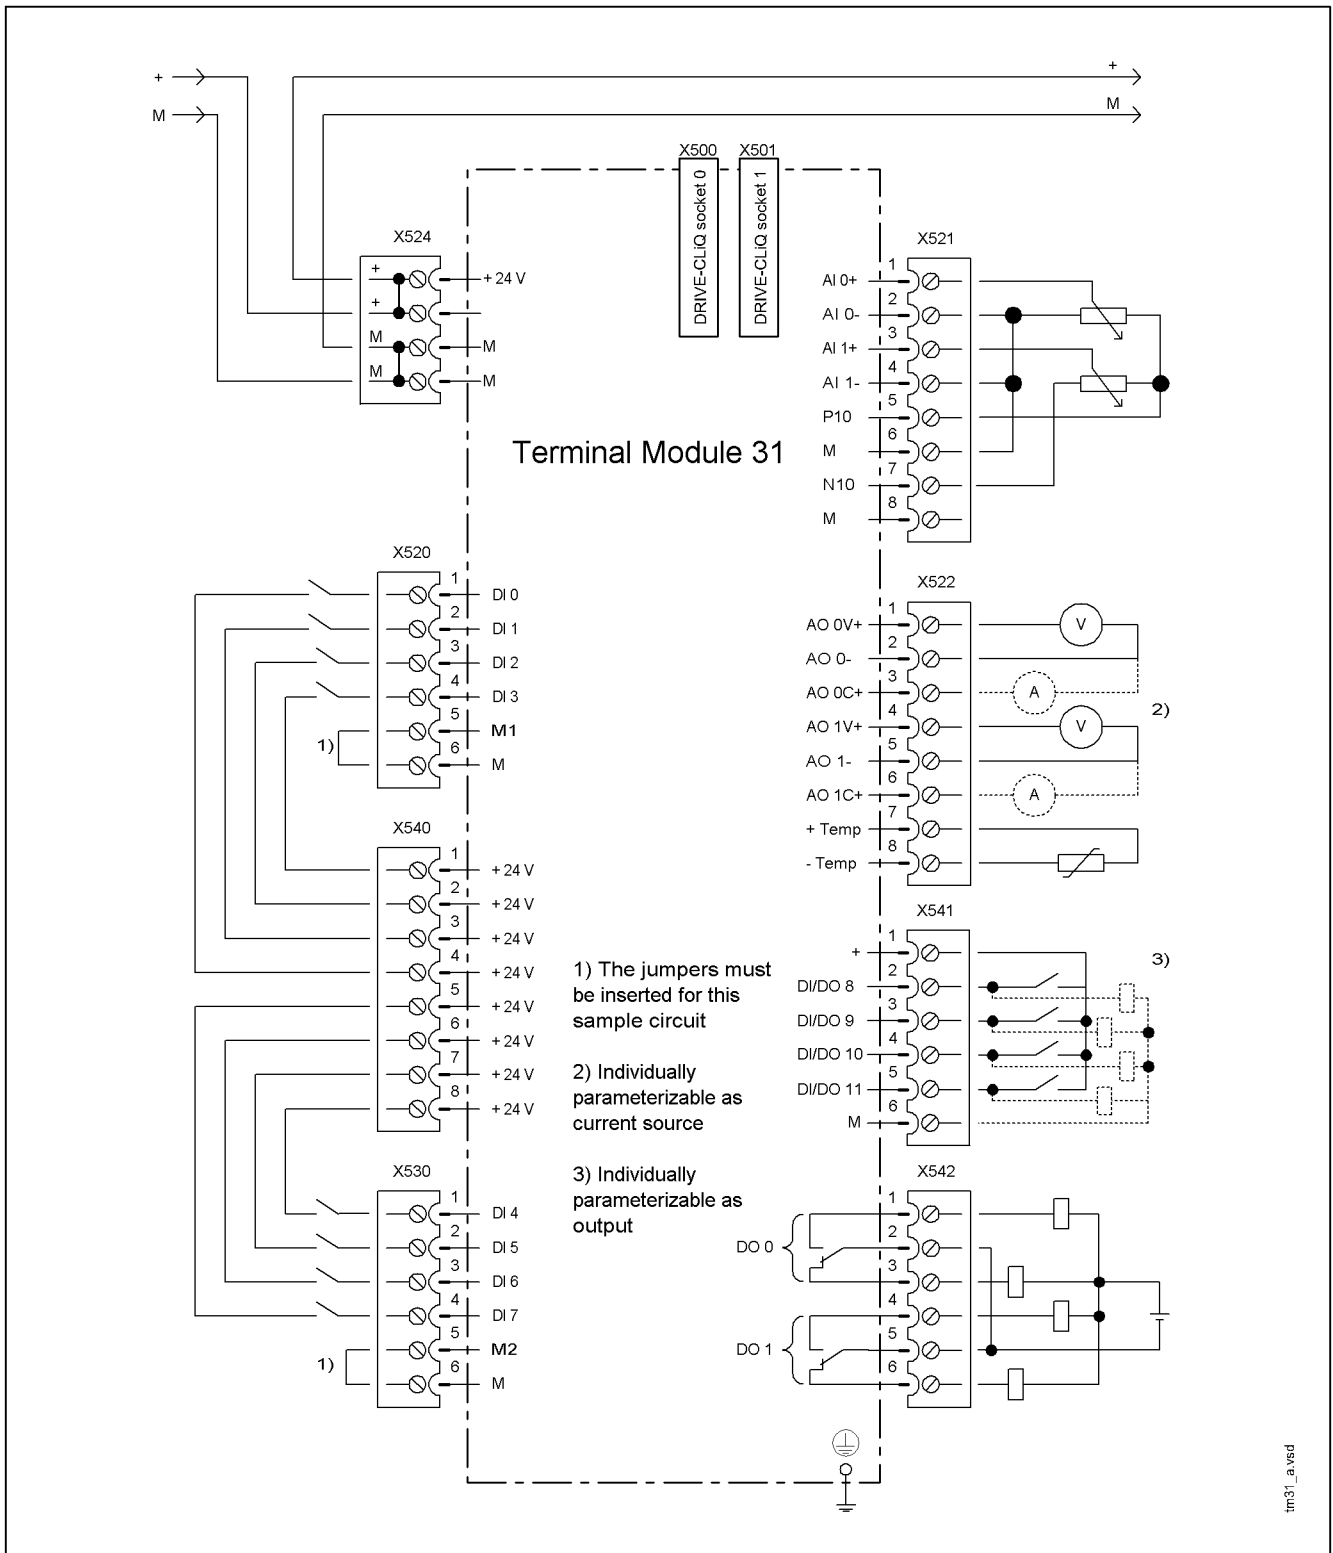 + +
M M
X500 X501
DRIVE-CLiQ socket 0
DRIVE-CLiQ socket 1
X524
+ +24 V
+
M M
M M
X521
1 AI 0+
2 AI 0-
3 AI 1+
4 AI 1-
5 P10
6 M
7 N10
8 M
Terminal Module 31
X520
1 DI 0
2 DI 1
3 DI 2
4 DI 3
5 M1
6 M
1)
X522
1 AO 0V+ V
2 AO 0-
3 AO 0C+ A
2)
4 AO 1V+ V
5 AO 1-
6 AO 1C+ A
7 + Temp
8 - Temp
X540
1 +24 V
2 +24 V
3 +24 V
4 +24 V
5 +24 V
6 +24 V
7 +24 V
8 +24 V
1) The jumpers must
be inserted for this
sample circuit
2) Individually
parameterizable as
current source
3) Individually
parameterizable as
output
X541
1 +
3)
2 DI/DO 8
3 DI/DO 9
4 DI/DO 10
5 DI/DO 11
6 M
X530
1 DI 4
2 DI 5
3 DI 6
4 DI 7
5 M2
6 M
1)
X542
1
2
DO 0
3
4
5
DO 1
6
tm31_a.vsd